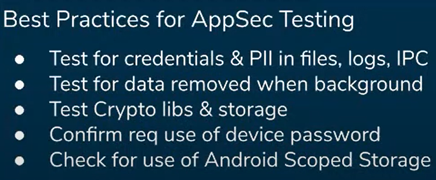 Best Practices for AppSec Testing
● Test for credentials & PII in files, logs, IPC
● Test for data removed when background
● Test Crypto libs & storage
● Confirm req use of device password
● Check for use of Android Scoped Storage